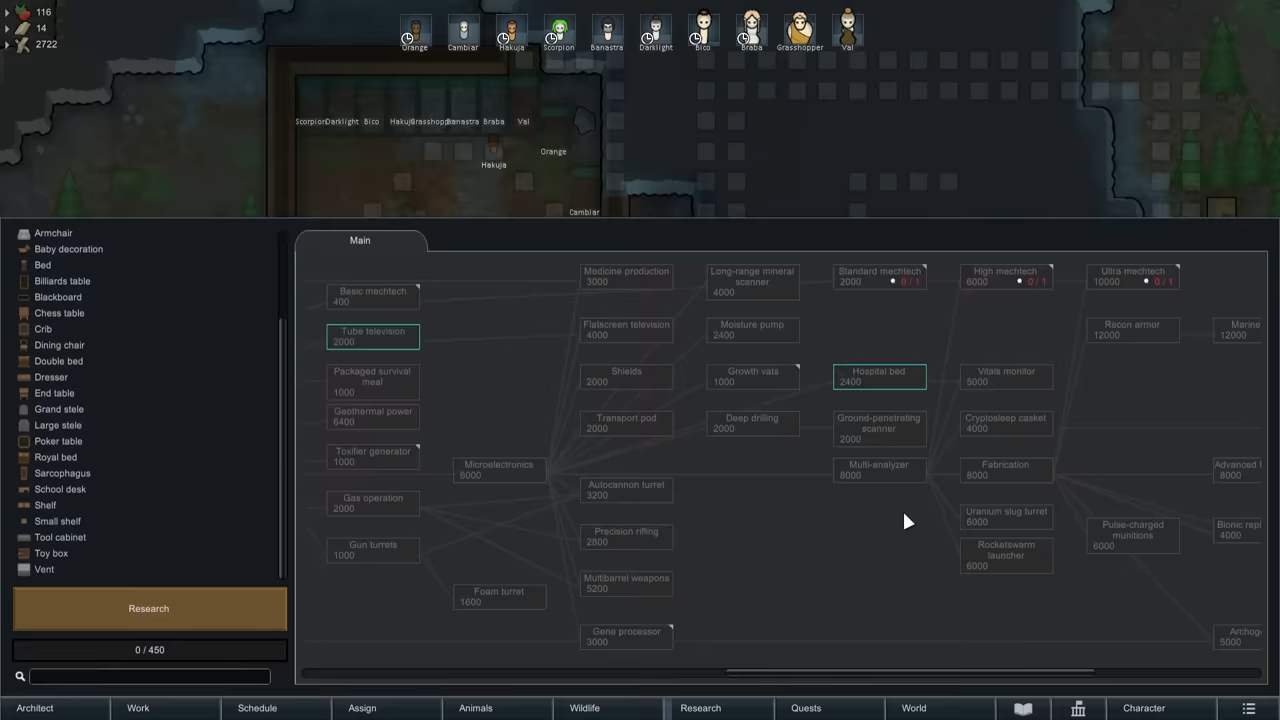 116
14
2722
Orange
Cambiar
Hakuja
Scorpion
Banastra
Darklight
Bico
Braba
Grasshopper
Val
Scorpion
Darklight
Bico
Braba
Val
Orange
Hakuja
Cambiar
Armchair
Baby decoration
Bed
Billiards table
Blackboard
Chess table
Crib
Dining chair
Double bed
Dresser
End table
Grand stele
Large stele
Poker table
Royal bed
Sarcophagus
School desk
Shelf
Small shelf
Tool cabinet
Toy box
Vent
Research
0 / 450
Main
Basic mechtech
400
Tube television
2000
Packaged survival
meal
1000
Geothermal power
6400
Toxifier generator
1000
Gas operation
2000
Gun turrets
1000
Microelectronics
6000
Foam turret
1600
Medicine production
3000
Flatscreen television
4000
Shields
2000
Transport pod
2000
Autocannon turret
3200
Precision rifling
2800
Multibarrel weapons
5200
Gene processor
3000
Long-range mineral
scanner
4000
Moisture pump
2400
Growth vats
1000
Deep drilling
2000
Standard mechtech
2000 0 / 1
Hospital bed
2400
Ground-penetrating
scanner
2000
Multi-analyzer
8000
High mechtech
6000 0 / 1
Vitals monitor
5000
Cryptosleep casket
4000
Fabrication
8000
Uranium slug turret
6000
Rocketswarm
launcher
6000
Ultra mechtech
10000 0 / 1
Recon armor
12000
Pulse-charged
munitions
6000
Marine
12000
Advanced
8000
Bionic repl
4000
Archog
5000
Architect
Work
Schedule
Assign
Animals
Wildlife
Research
Quests
World
Character